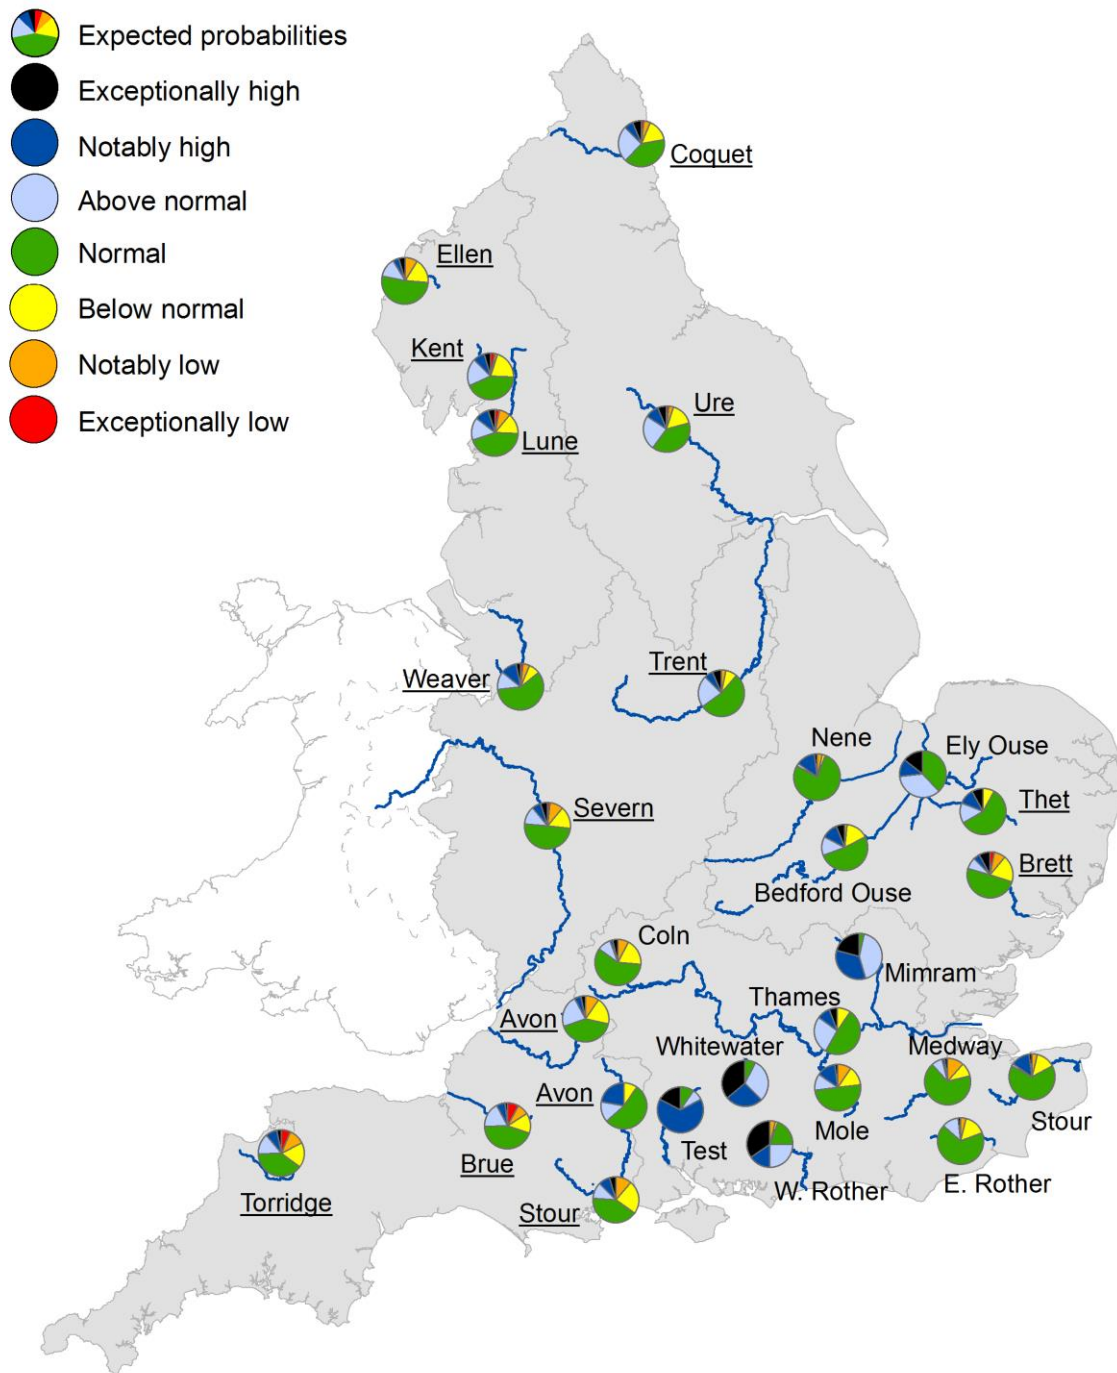 Expected probabilities
Exceptionally high
Notably high
Above normal
Normal
Below normal
Notably low
Exceptionally low
Coquet
Ellen
Kent
Lune
Ure
Weaver
Trent
Nene
Ely Ouse
Thet
Severn
Bedford Ouse
Brett
Coln
Mimram
Avon
Thames
Whitewater
Medway
Avon
Test
Mole
Stour
Brue
W. Rother
E. Rother
Torridge
Stour